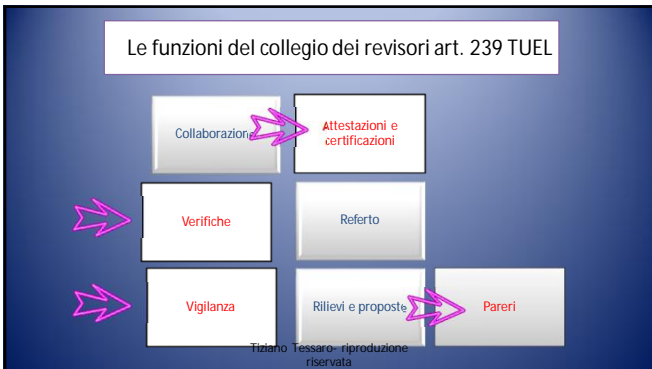 Le funzioni del collegio dei revisori art. 239 TUEL
Collaborazione
Attestazioni e
certificazioni
Verifiche
Referto
Vigilanza
Rilievi e proposte
Pareri
Tiziano Tessaro- riproduzione
riservata